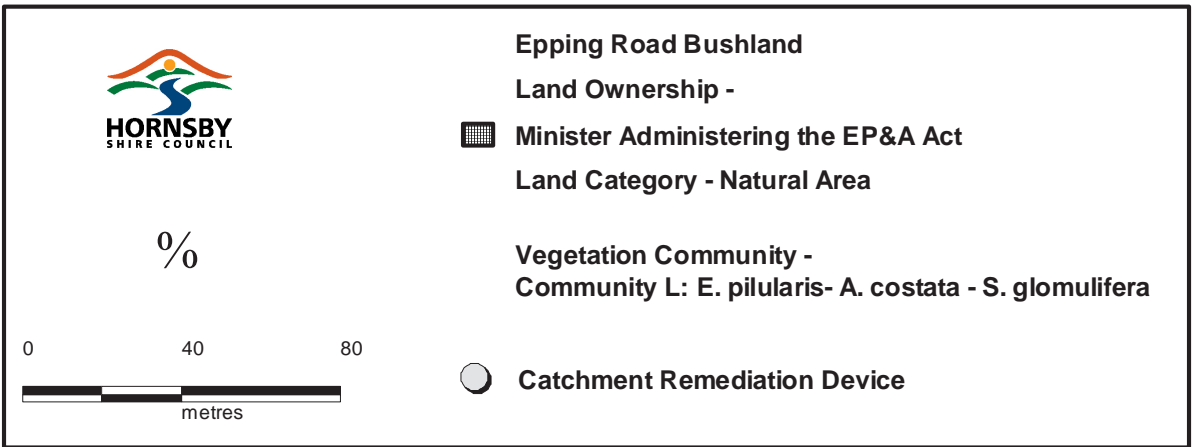 HORNSBY
SHIRE COUNCIL
%
0 40 80
metres
Epping Road Bushland
Land Ownership -
Minister Administering the EP&A Act
Land Category - Natural Area
Vegetation Community -
Community L: E. pilularis- A. costata - S. glomulifera
Catchment Remediation Device